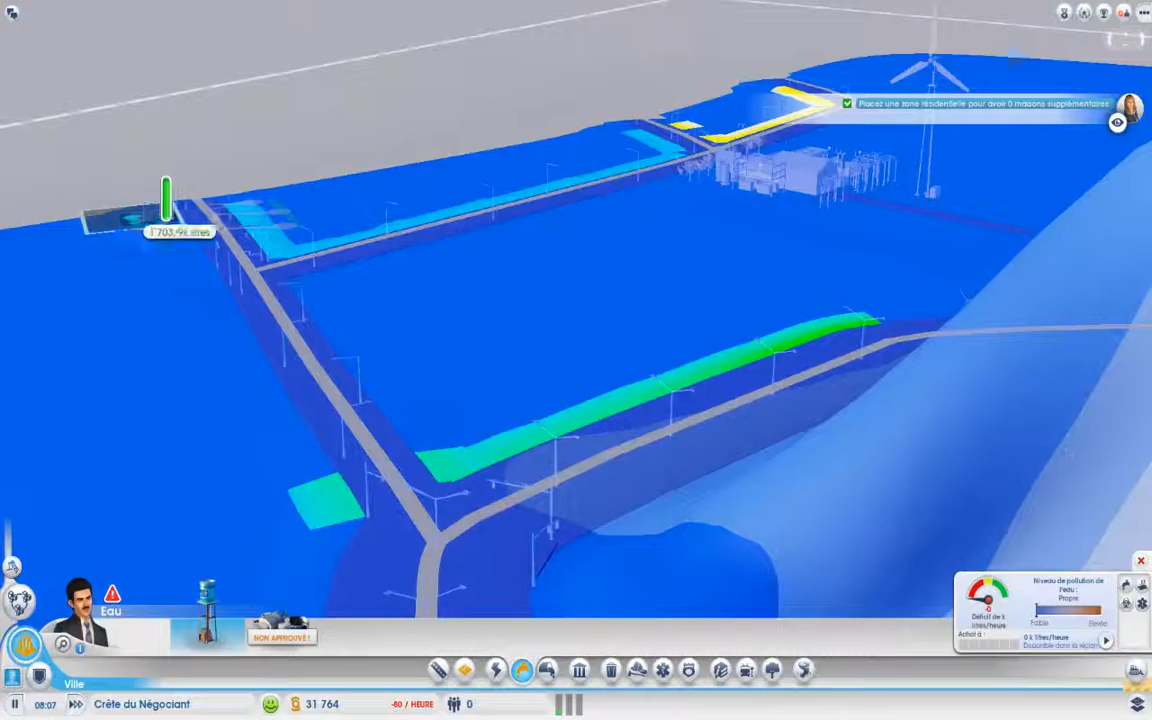 Placez une zone résidentielle pour avoir 0 maisons supplémentaires
Eau
NON APPROUVÉ !
Niveau de pollution de
l'eau :
Propre
Faible
Élevée
-0
Déficit de k
litres/heure
Achat à :
0 k litres/heure
Disponible dans la région
Ville
08:07
Crête du Négociant
31 764
-80 / HEURE
0